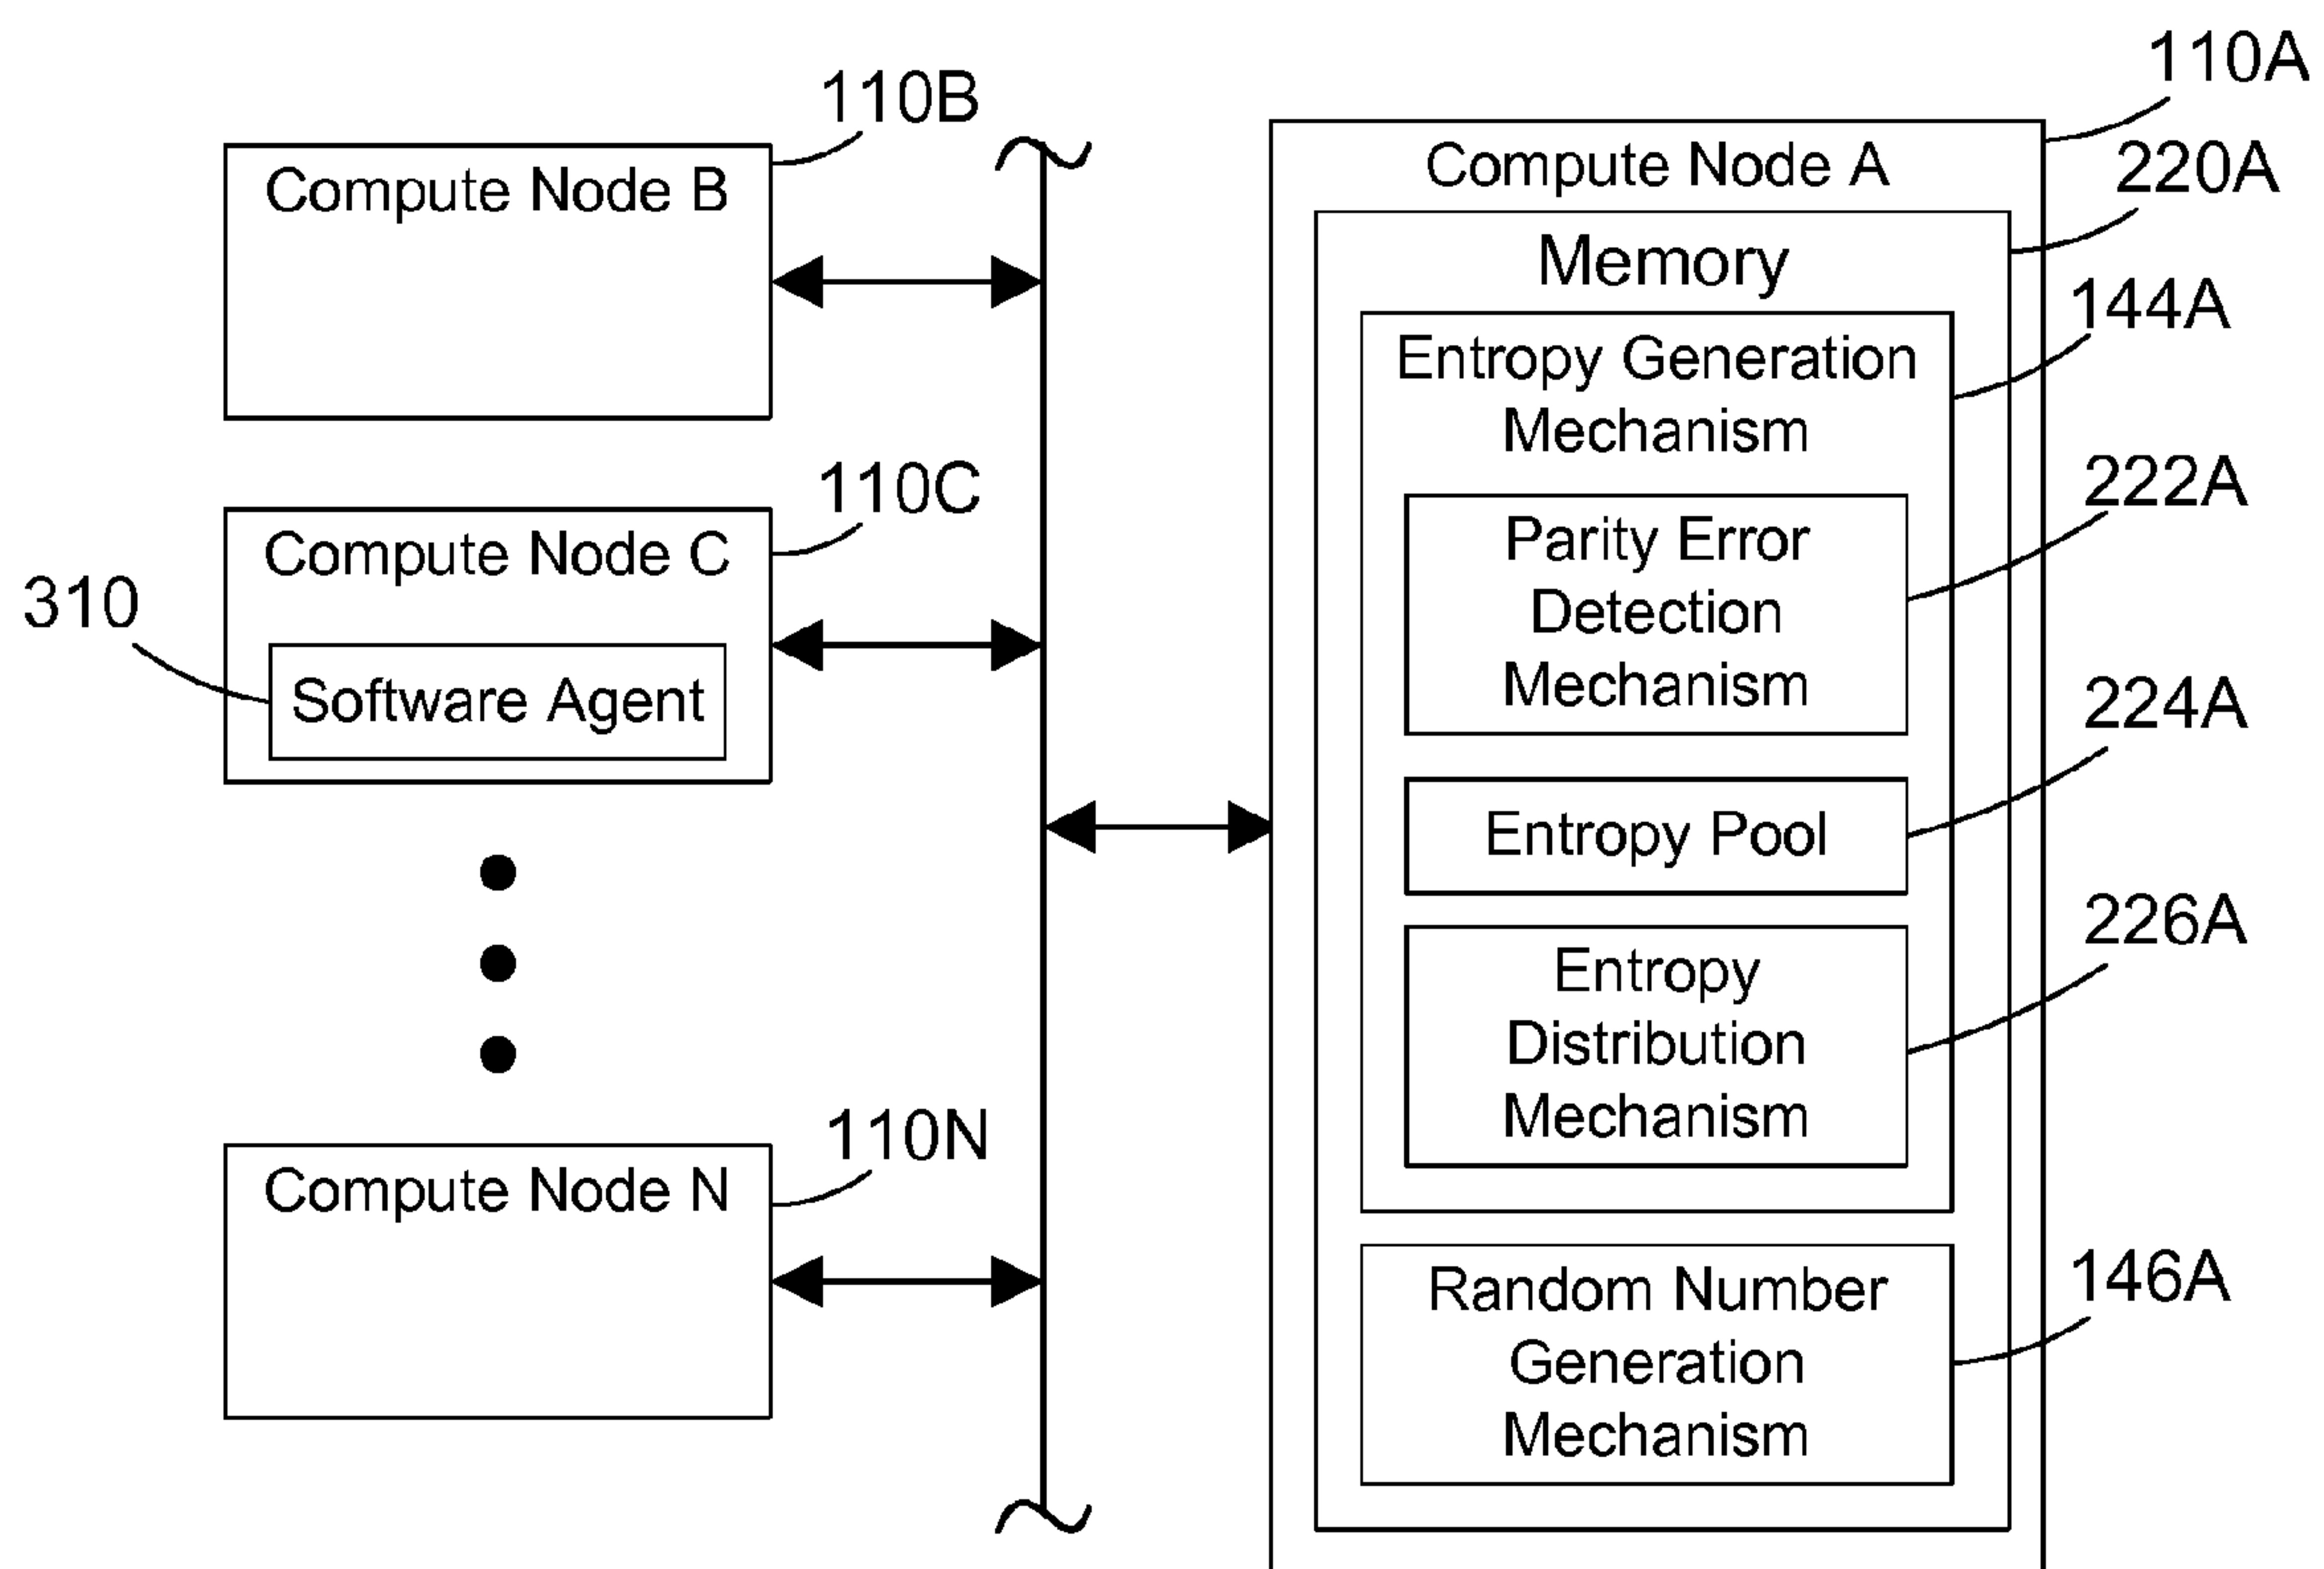 110B
Compute Node B
110C
Compute Node C
310
Software Agent
110N
Compute Node N
110A
Compute Node A
220A
Memory
144A
Entropy Generation
Mechanism
222A
Parity Error
Detection
Mechanism
224A
Entropy Pool
226A
Entropy
Distribution
Mechanism
146A
Random Number
Generation
Mechanism